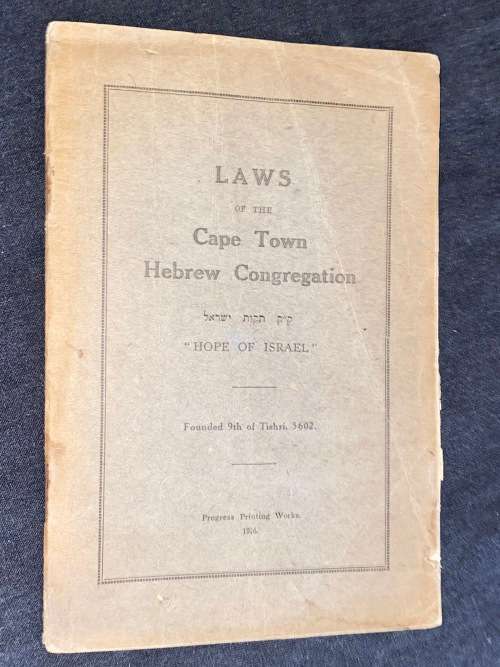 LAWS
OF THE
Cape Town
Hebrew Congregation
ק״ק תקות ישראל
"HOPE OF ISRAEL"
Founded 9th of Tishri, 5602.
Progress Printing Works.